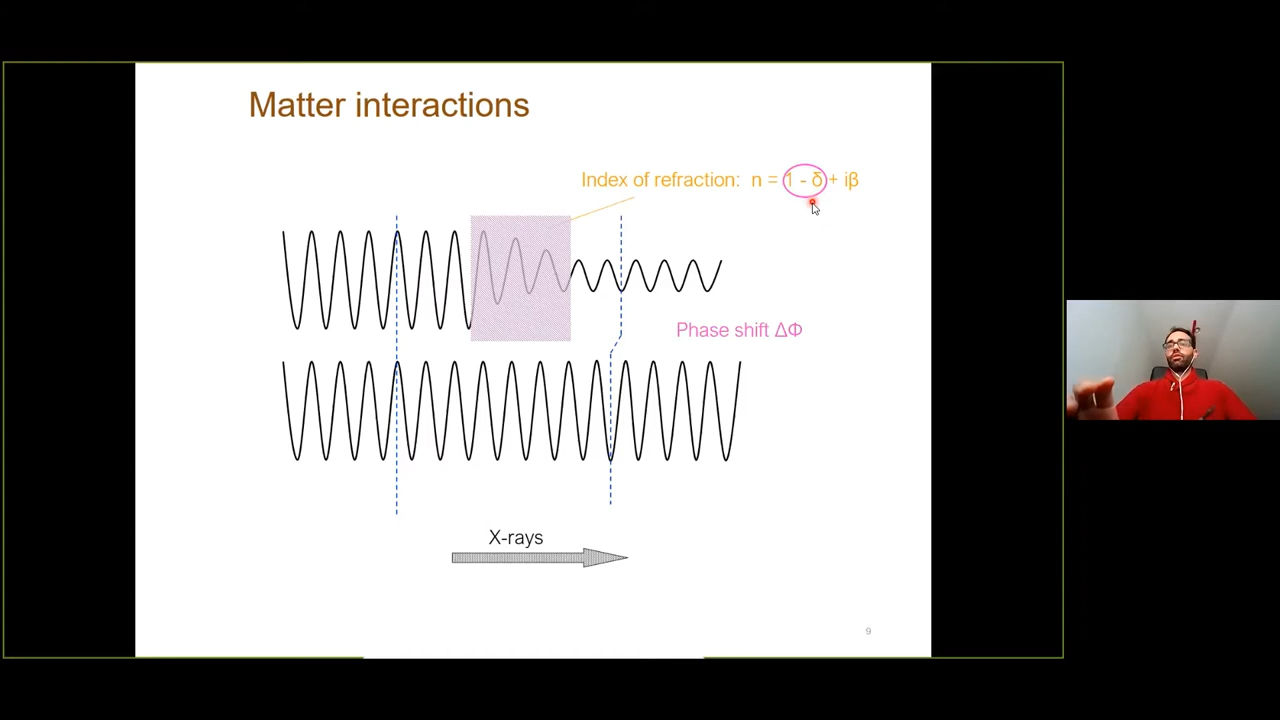 Matter interactions
Index of refraction: n = 1 - δ + iβ
Phase shift ΔΦ
X-rays
9